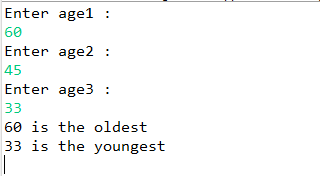 Enter age1 :
60
Enter age2 :
45
Enter age3 :
33
60 is the oldest
33 is the youngest